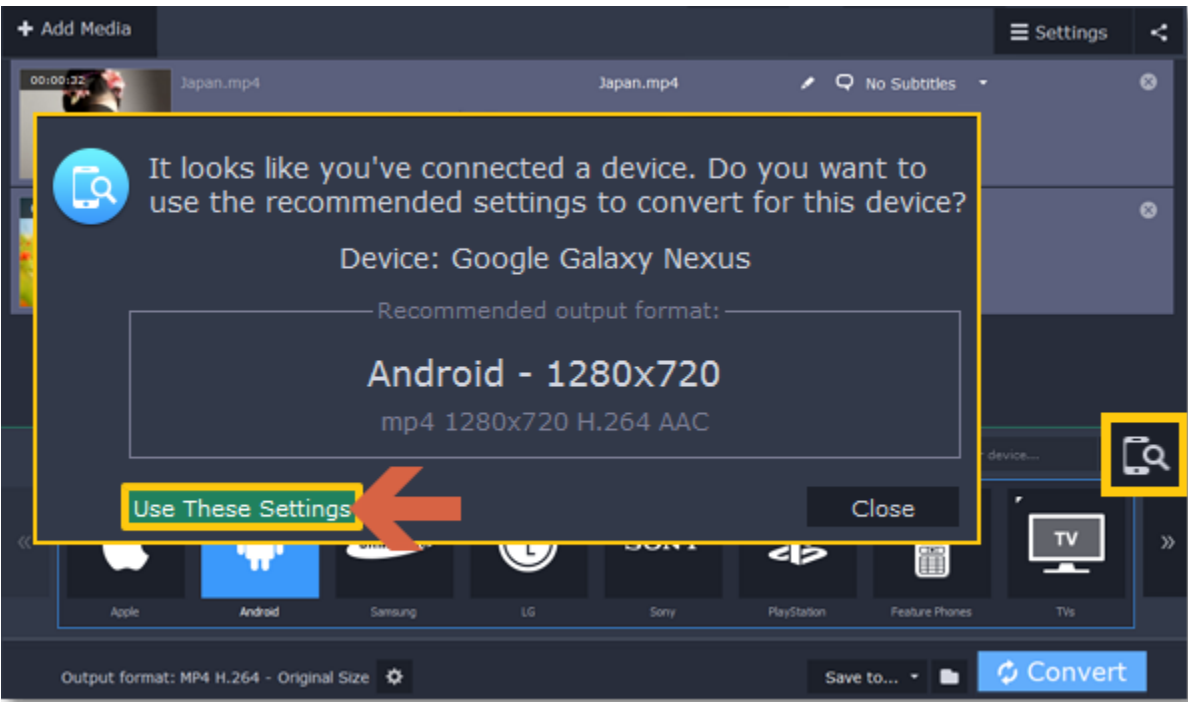 + Add Media
Settings
00:00:32
Japan.mp4
Japan.mp4
No Subtitles
It looks like you've connected a device. Do you want to
use the recommended settings to convert for this device?
Device: Google Galaxy Nexus
Recommended output format:
Android - 1280x720
mp4 1280x720 H.264 AAC
device...
Use These Settings
Close
TV
Apple
Android
Samsung
LG
Sony
PlayStation
Feature Phones
TVs
Output format: MP4 H.264 - Original Size
Save to...
Convert